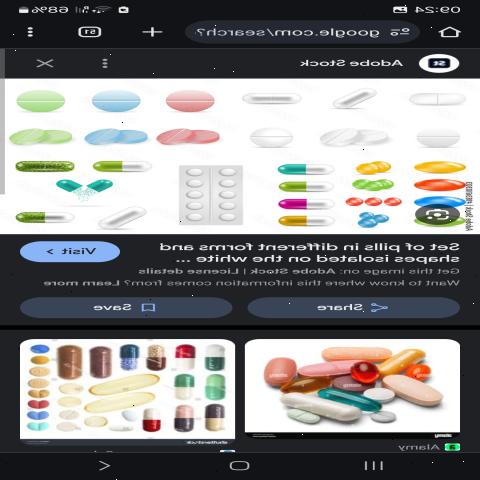 09:24
68%
google.com/search?
51
Adobe Stock
St
Set of pills in different forms and
shapes isolated on the white ...
Visit >
Get this image on: Adobe Stock | License details
Want to know where this information comes from? Learn more
Share
Save
alamy
Alamy